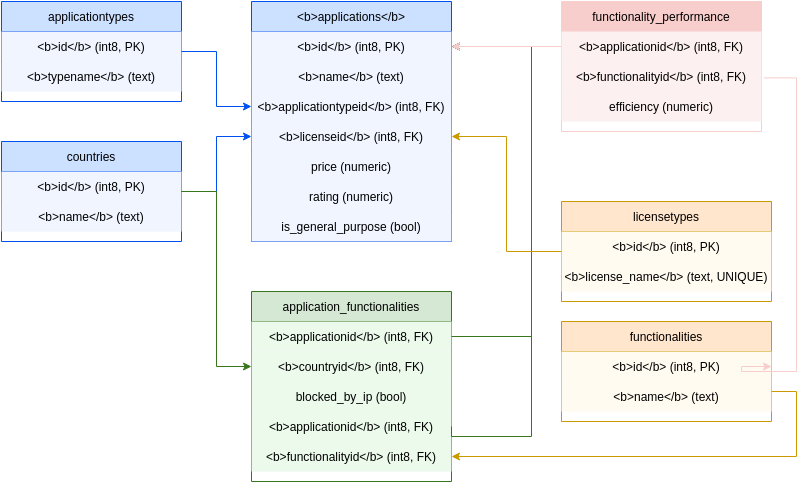 applicationtypes
<b>id</b> (int8, PK)
<b>typename</b> (text)
countries
<b>id</b> (int8, PK)
<b>name</b> (text)
<b>applications</b>
<b>id</b> (int8, PK)
<b>name</b> (text)
<b>applicationtypeid</b> (int8, FK)
<b>licenseid</b> (int8, FK)
price (numeric)
rating (numeric)
is_general_purpose (bool)
application_functionalities
<b>applicationid</b> (int8, FK)
<b>countryid</b> (int8, FK)
blocked_by_ip (bool)
<b>applicationid</b> (int8, FK)
<b>functionalityid</b> (int8, FK)
functionality_performance
<b>applicationid</b> (int8, FK)
<b>functionalityid</b> (int8, FK)
efficiency (numeric)
licensetypes
<b>id</b> (int8, PK)
<b>license_name</b> (text, UNIQUE)
functionalities
<b>id</b> (int8, PK)
<b>name</b> (text)